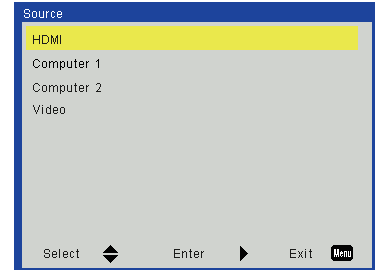 Source
HDMI
Computer 1
Computer 2
Video
Select Enter Exit Menu